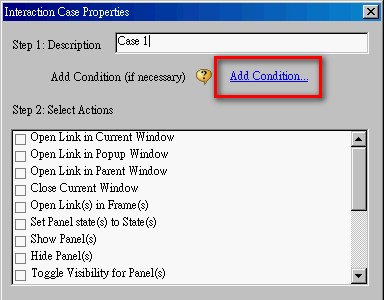 Interaction Case Properties
Step 1: Description Case 1
Add Condition (if necessary) ? Add Condition...
Step 2: Select Actions
Open Link in Current Window
Open Link in Popup Window
Open Link in Parent Window
Close Current Window
Open Link(s) in Frame(s)
Set Panel state(s) to State(s)
Show Panel(s)
Hide Panel(s)
Toggle Visibility for Panel(s)